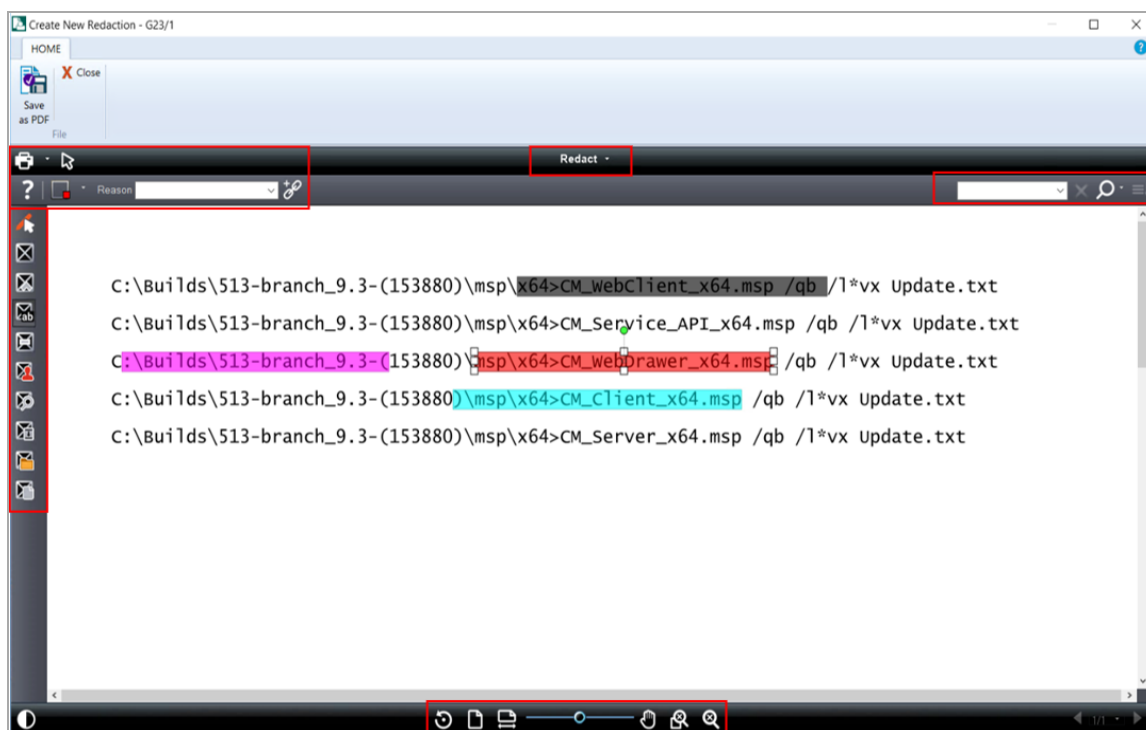 Create New Redaction - G23/1
HOME
Close
Save
as PDF
File
Redact
Reason
C:\Builds\513-branch_9.3-(153880)\msp\x64>CM_WebClient_x64.msp /qb /l*vx Update.txt
C:\Builds\513-branch_9.3-(153880)\msp\x64>CM_Service_API_x64.msp /qb /l*vx Update.txt
C:\Builds\513-branch_9.3-(153880)\msp\x64>CM_WebDrawer_x64.msp /qb /l*vx Update.txt
C:\Builds\513-branch_9.3-(153880)\msp\x64>CM_Client_x64.msp /qb /l*vx Update.txt
C:\Builds\513-branch_9.3-(153880)\msp\x64>CM_Server_x64.msp /qb /l*vx Update.txt
1/1